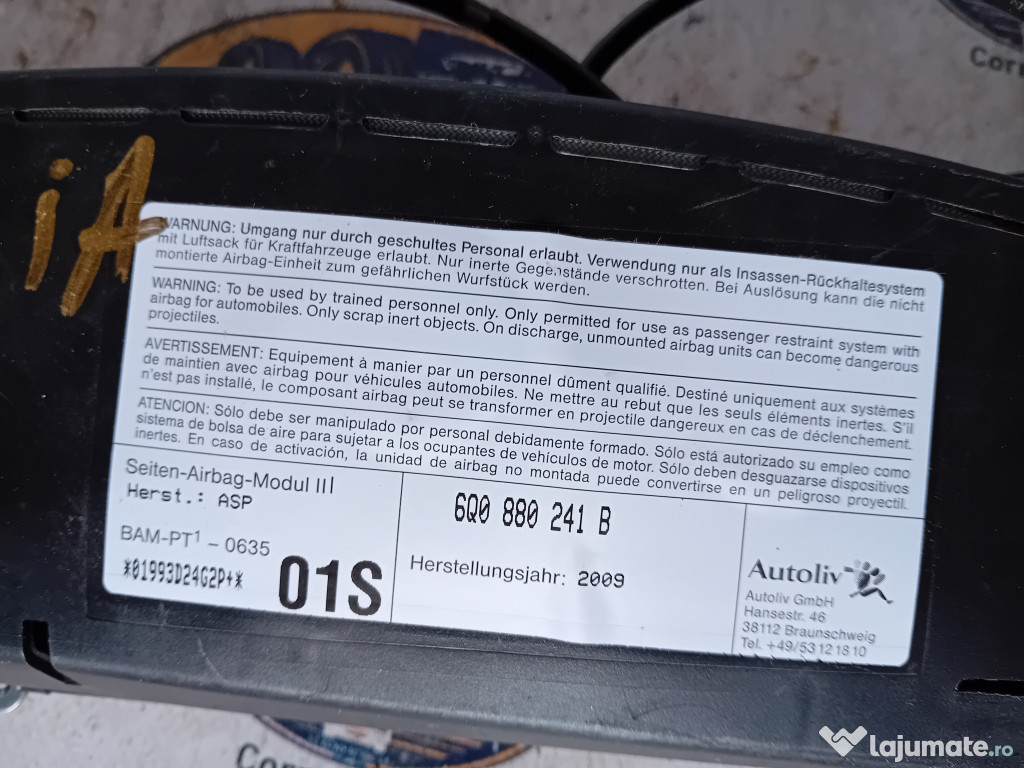 iA
WARNUNG: Umgang nur durch geschultes Personal erlaubt. Verwendung nur als Insassen-Rückhaltesystem
mit Luftsack für Kraftfahrzeuge erlaubt. Nur inerte Gegenstände verschrotten. Bei Auslösung kann die nicht
montierte Airbag-Einheit zum gefährlichen Wurfstück werden.
WARNING: To be used by trained personnel only. Only permitted for use as passenger restraint system with
airbag for automobiles. Only scrap inert objects. On discharge, unmounted airbag units can become dangerous
projectiles.
AVERTISSEMENT: Equipement à manier par un personnel dûment qualifié. Destiné uniquement aux systèmes
de maintien avec airbag pour véhicules automobiles. Ne mettre au rebut que les seuls éléments inertes. S'il
n'est pas installé, le composant airbag peut se transformer en projectile dangereux en cas de déclenchement.
ATENCION: Sólo debe ser manipulado por personal debidamente formado. Sólo está autorizado su empleo como
sistema de bolsa de aire para sujetar a los ocupantes de vehículos de motor. Sólo deben desguazarse dispositivos
inertes. En caso de activación, la unidad de airbag no montada puede convertirse en un peligroso proyectil.
Seiten-Airbag-Modul III
Herst.: ASP
BAM-PT1 – 0635
*01993D24G2P+*
01S
6Q0 880 241 B
Herstellungsjahr: 2009
Autoliv
Autoliv GmbH
Hansestr. 46
38112 Braunschweig
Tel. +49/5312 18 10
lajumate.ro